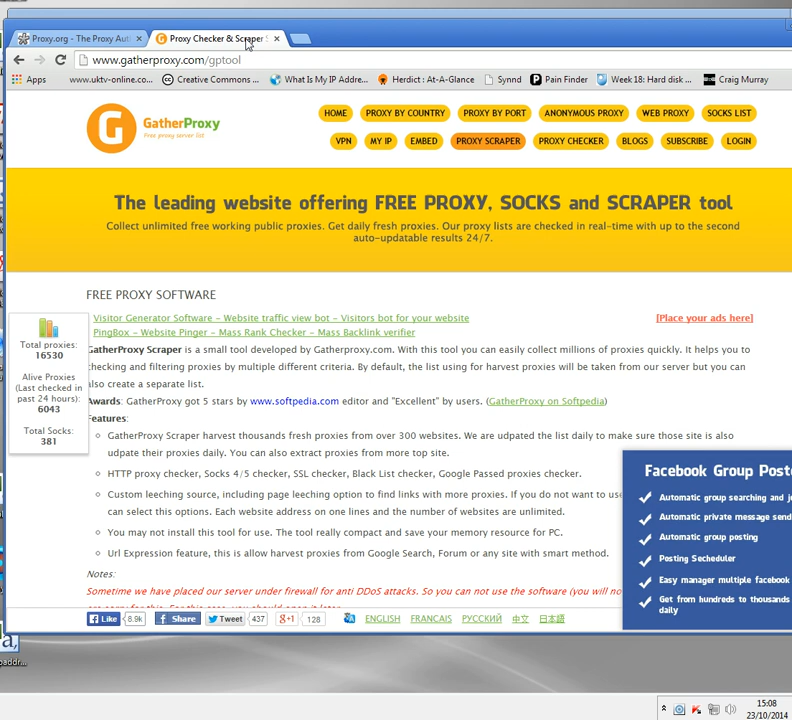 Proxy.org - The Proxy Aut
Proxy Checker & Scraper S
www.gatherproxy.com/gptool
Apps
www.uktv-online.co...
Creative Commons ...
What Is My IP Addre...
Herdict : At-A-Glance
Synnd
Pain Finder
Week 18: Hard disk ...
Craig Murray
GatherProxy
Free proxy server list
HOME
PROXY BY COUNTRY
PROXY BY PORT
ANONYMOUS PROXY
WEB PROXY
SOCKS LIST
VPN
MY IP
EMBED
PROXY SCRAPER
PROXY CHECKER
BLOGS
SUBSCRIBE
LOGIN
The leading website offering FREE PROXY, SOCKS and SCRAPER tool
Collect unlimited free working public proxies. Get daily fresh proxies. Our proxy lists are checked in real-time with up to the second
auto-updatable results 24/7.
FREE PROXY SOFTWARE
Visitor Generator Software - Website traffic view bot - Visitors bot for your website
[Place your ads here]
PingBox - Website Pinger - Mass Rank Checker - Mass Backlink verifier
Total proxies:
16530
Alive Proxies
(Last checked in
past 24 hours):
6043
Total Socks:
381
GatherProxy Scraper is a small tool developed by Gatherproxy.com. With this tool you can easily collect millions of proxies quickly. It helps you to
checking and filtering proxies by multiple different criteria. By default, the list using for harvest proxies will be taken from our server but you can
also create a separate list.
Awards: GatherProxy got 5 stars by www.softpedia.com editor and "Excellent" by users. (GatherProxy on Softpedia)
Features:
GatherProxy Scraper harvest thousands fresh proxies from over 300 websites. We are udpated the list daily to make sure those site is also
udpate their proxies daily. You can also extract proxies from more top site.
HTTP proxy checker, Socks 4/5 checker, SSL checker, Black List checker, Google Passed proxies checker.
Custom leeching source, including page leeching option to find links with more proxies. If you do not want to use
can select this options. Each website address on one lines and the number of websites are unlimited.
You may not install this tool for use. The tool really compact and save your memory resource for PC.
Url Expression feature, this is allow harvest proxies from Google Search, Forum or any site with smart method.
Notes:
Sometime we have placed our server under firewall for anti DDoS attacks. So you can not use the software (you will no
Facebook Group Poste
Automatic group searching and jo
Automatic private message send
Automatic group posting
Posting Secheduler
Easy manager multiple facebook
Get from hundreds to thousands
daily
Like
8.9k
Share
Tweet
437
+1
128
ENGLISH
FRANCAIS
РУССКИЙ
中文
日本語
15:08
23/10/2014